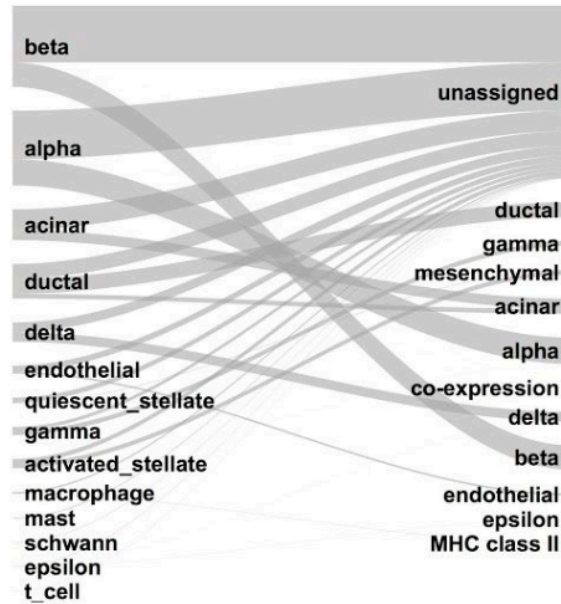 beta
alpha
acinar
ductal
delta
endothelial
quiescent_stellate
gamma
activated_stellate
macrophage
mast
schwann
epsilon
t_cell
unassigned
ductal
gamma
mesenchymal
acinar
alpha
co-expression
delta
beta
endothelial
epsilon
MHC class II